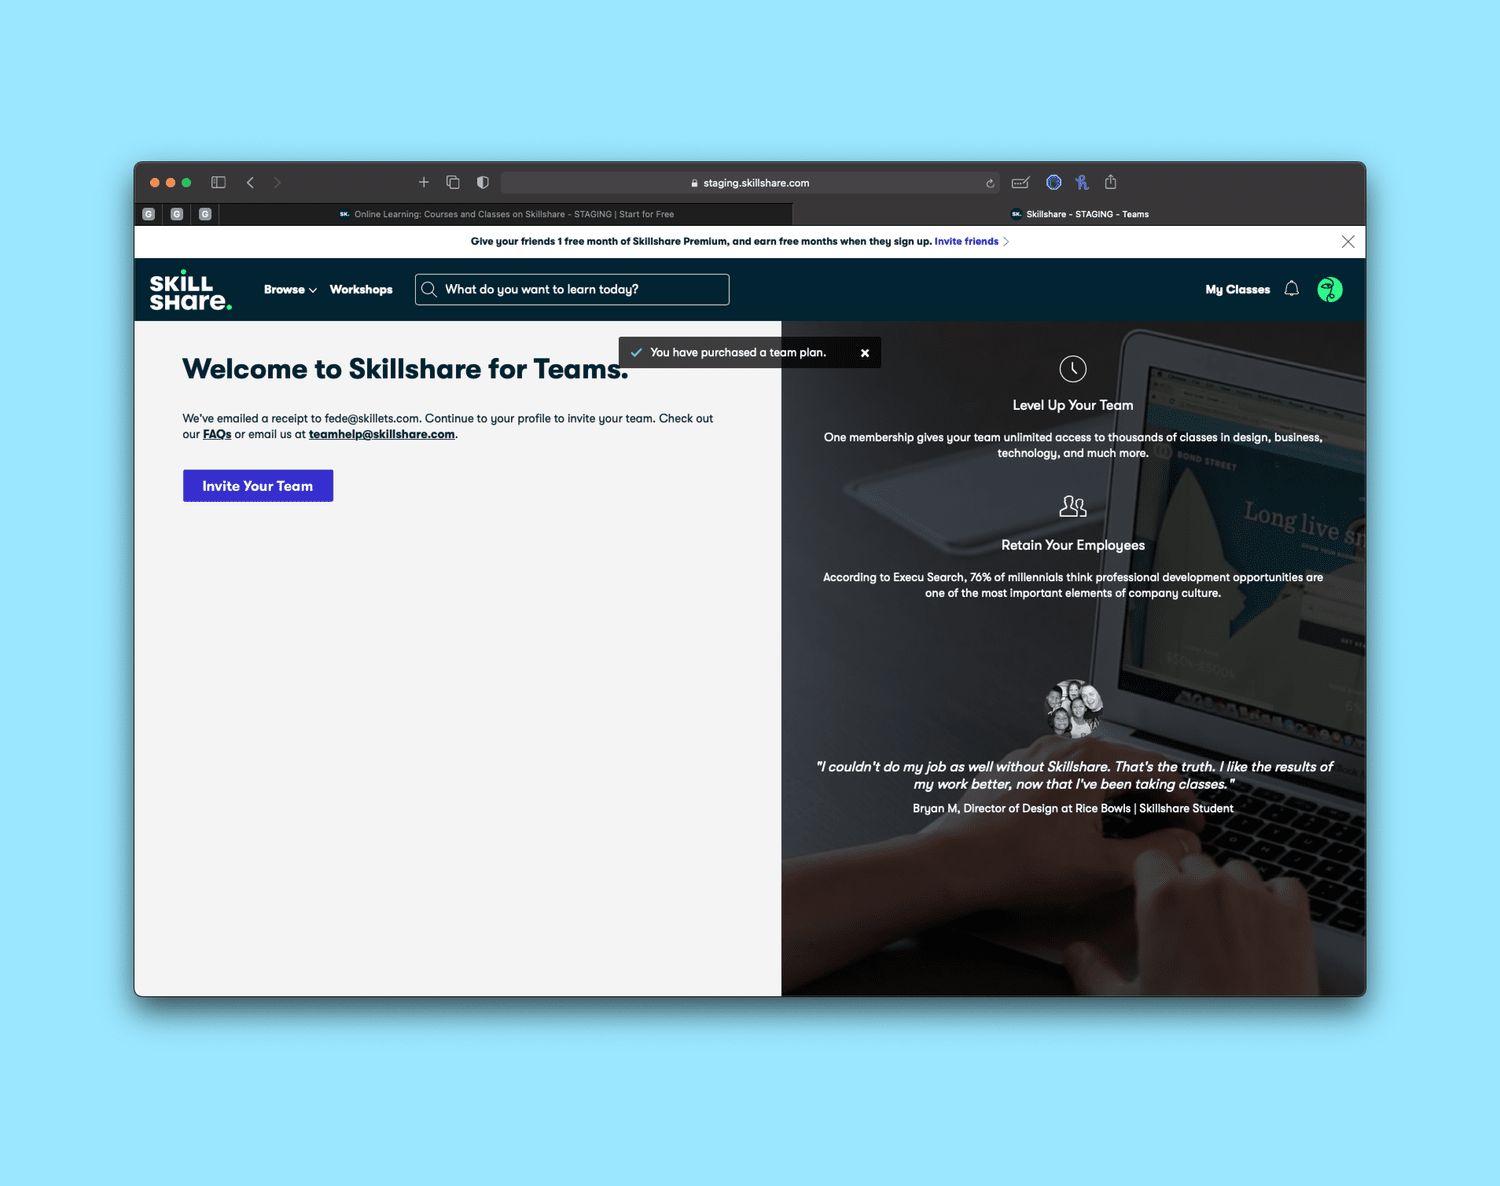 staging.skillshare.com
G
G
G
SK. Online Learning: Courses and Classes on Skillshare - STAGING | Start for Free
SK. Skillshare - STAGING - Teams
Give your friends 1 free month of Skillshare Premium, and earn free months when they sign up. Invite friends
SKILL
SHare.
Browse
Workshops
What do you want to learn today?
My Classes
You have purchased a team plan.
Welcome to Skillshare for Teams.
We've emailed a receipt to fede@skillets.com. Continue to your profile to invite your team. Check out
our FAQs or email us at teamhelp@skillshare.com.
Invite Your Team
Level Up Your Team
One membership gives your team unlimited access to thousands of classes in design, business,
technology, and much more.
BOND STREET
Long live
Retain Your Employees
According to Execu Search, 76% of millennials think professional development opportunities are
one of the most important elements of company culture.
"I couldn't do my job as well without Skillshare. That's the truth. I like the results of
my work better, now that I've been taking classes."
Bryan M, Director of Design at Rice Bowls | Skillshare Student